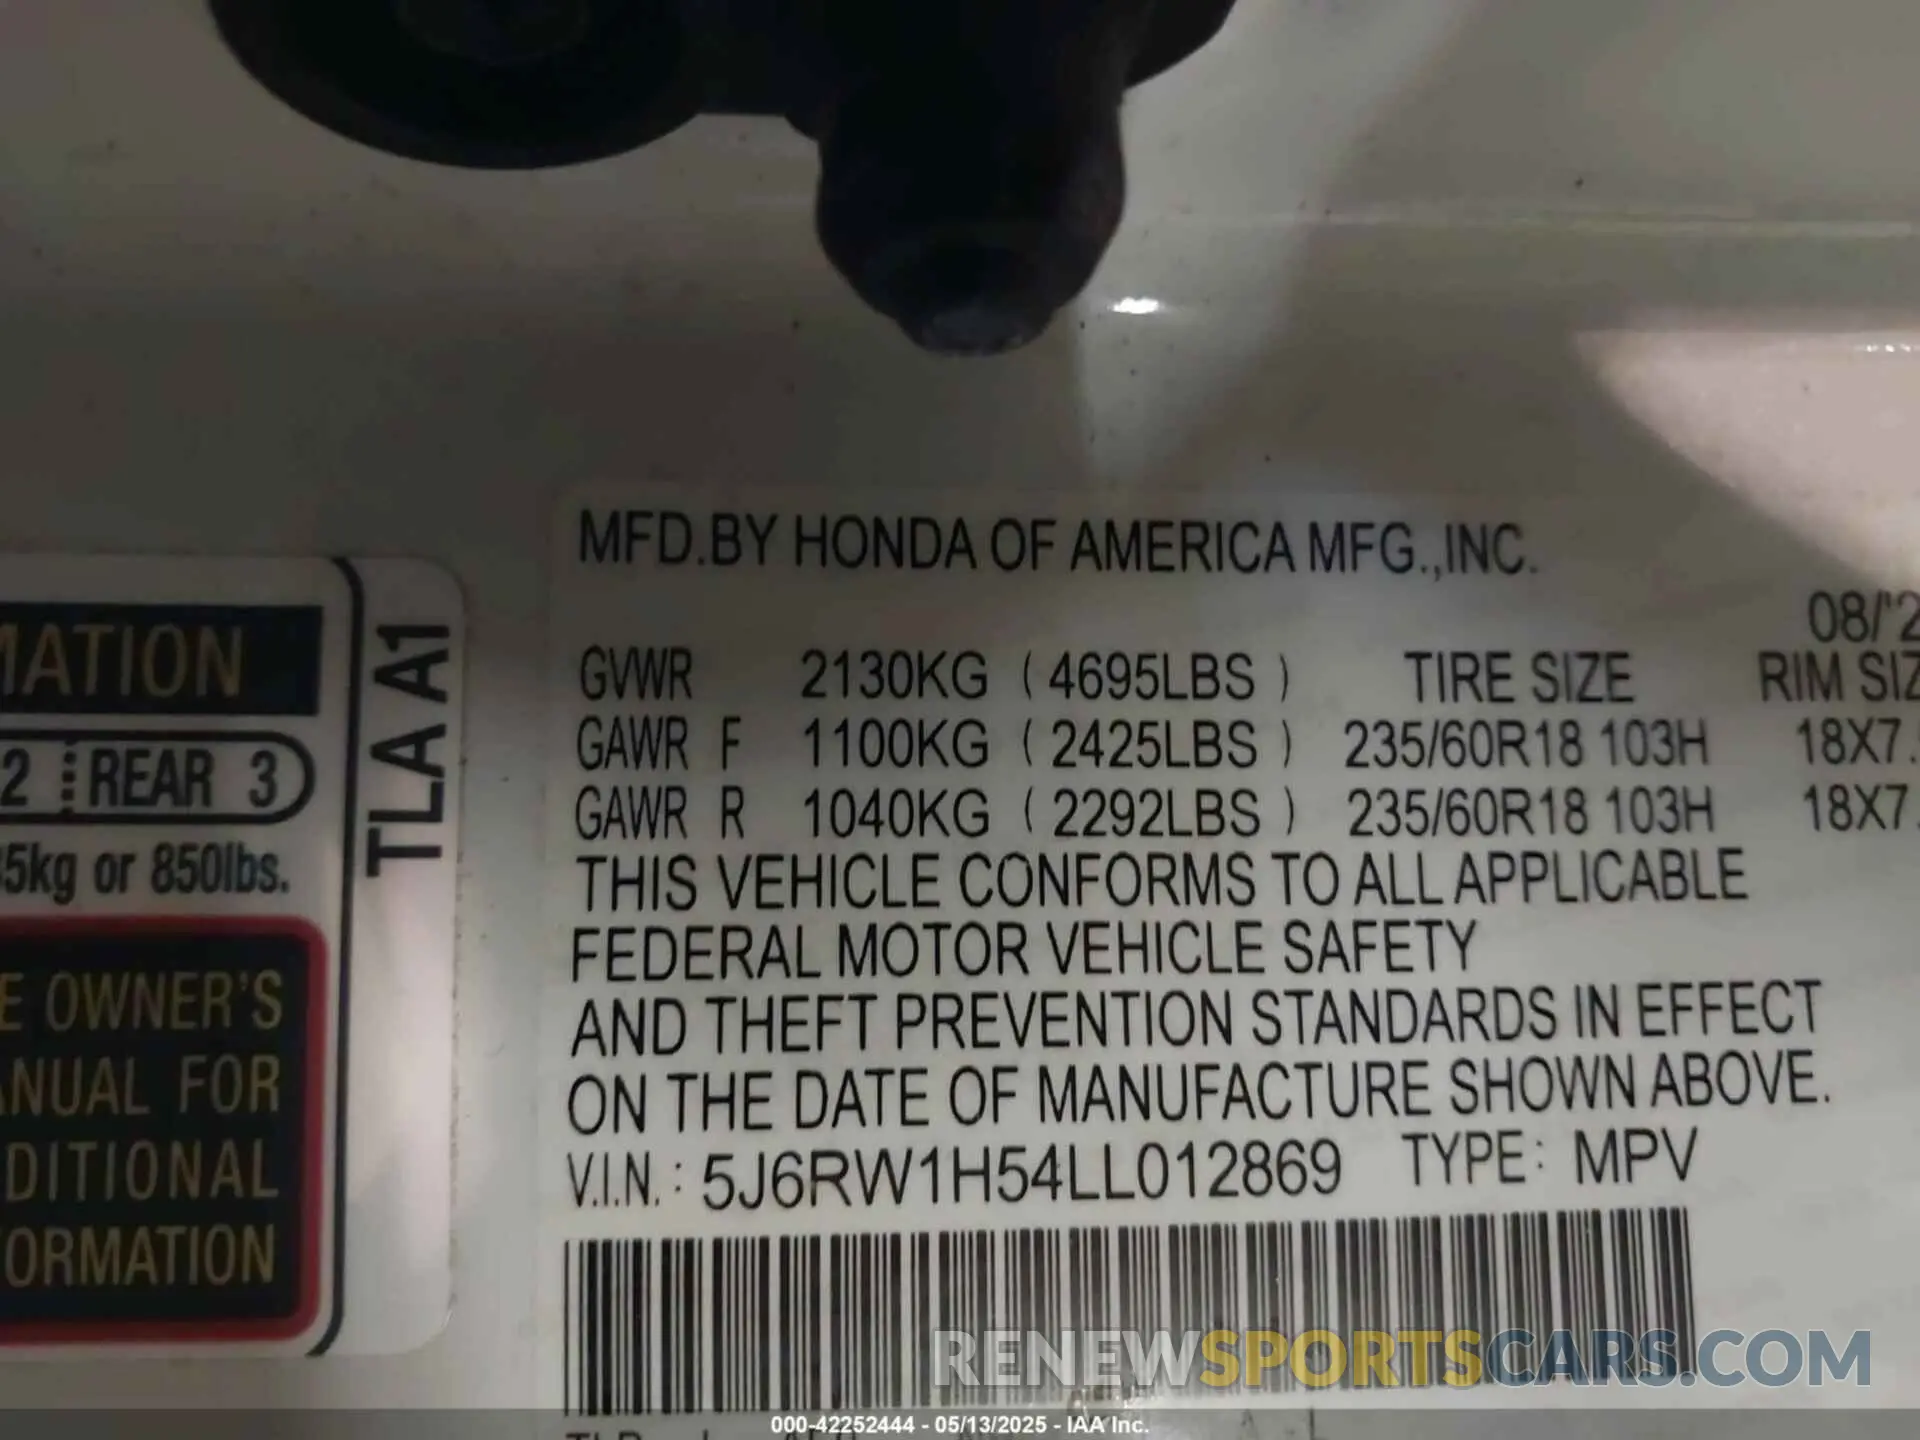 MFD.BY HONDA OF AMERICA MFG.,INC.
08/'2
GVWR 2130KG ( 4695LBS ) TIRE SIZE RIM SIZ
GAWR F 1100KG ( 2425LBS ) 235/60R18 103H 18X7.
GAWR R 1040KG ( 2292LBS ) 235/60R18 103H 18X7.
THIS VEHICLE CONFORMS TO ALL APPLICABLE
FEDERAL MOTOR VEHICLE SAFETY
AND THEFT PREVENTION STANDARDS IN EFFECT
ON THE DATE OF MANUFACTURE SHOWN ABOVE.
V.I.N. : 5J6RW1H54LL012869 TYPE: MPV
MATION
2 REAR 3
5kg or 850lbs.
E OWNER'S
ANUAL FOR
DITIONAL
FORMATION
TLA A1
RENEWSPORTSCARS.COM
000-42252444 - 05/13/2025 - IAA Inc.